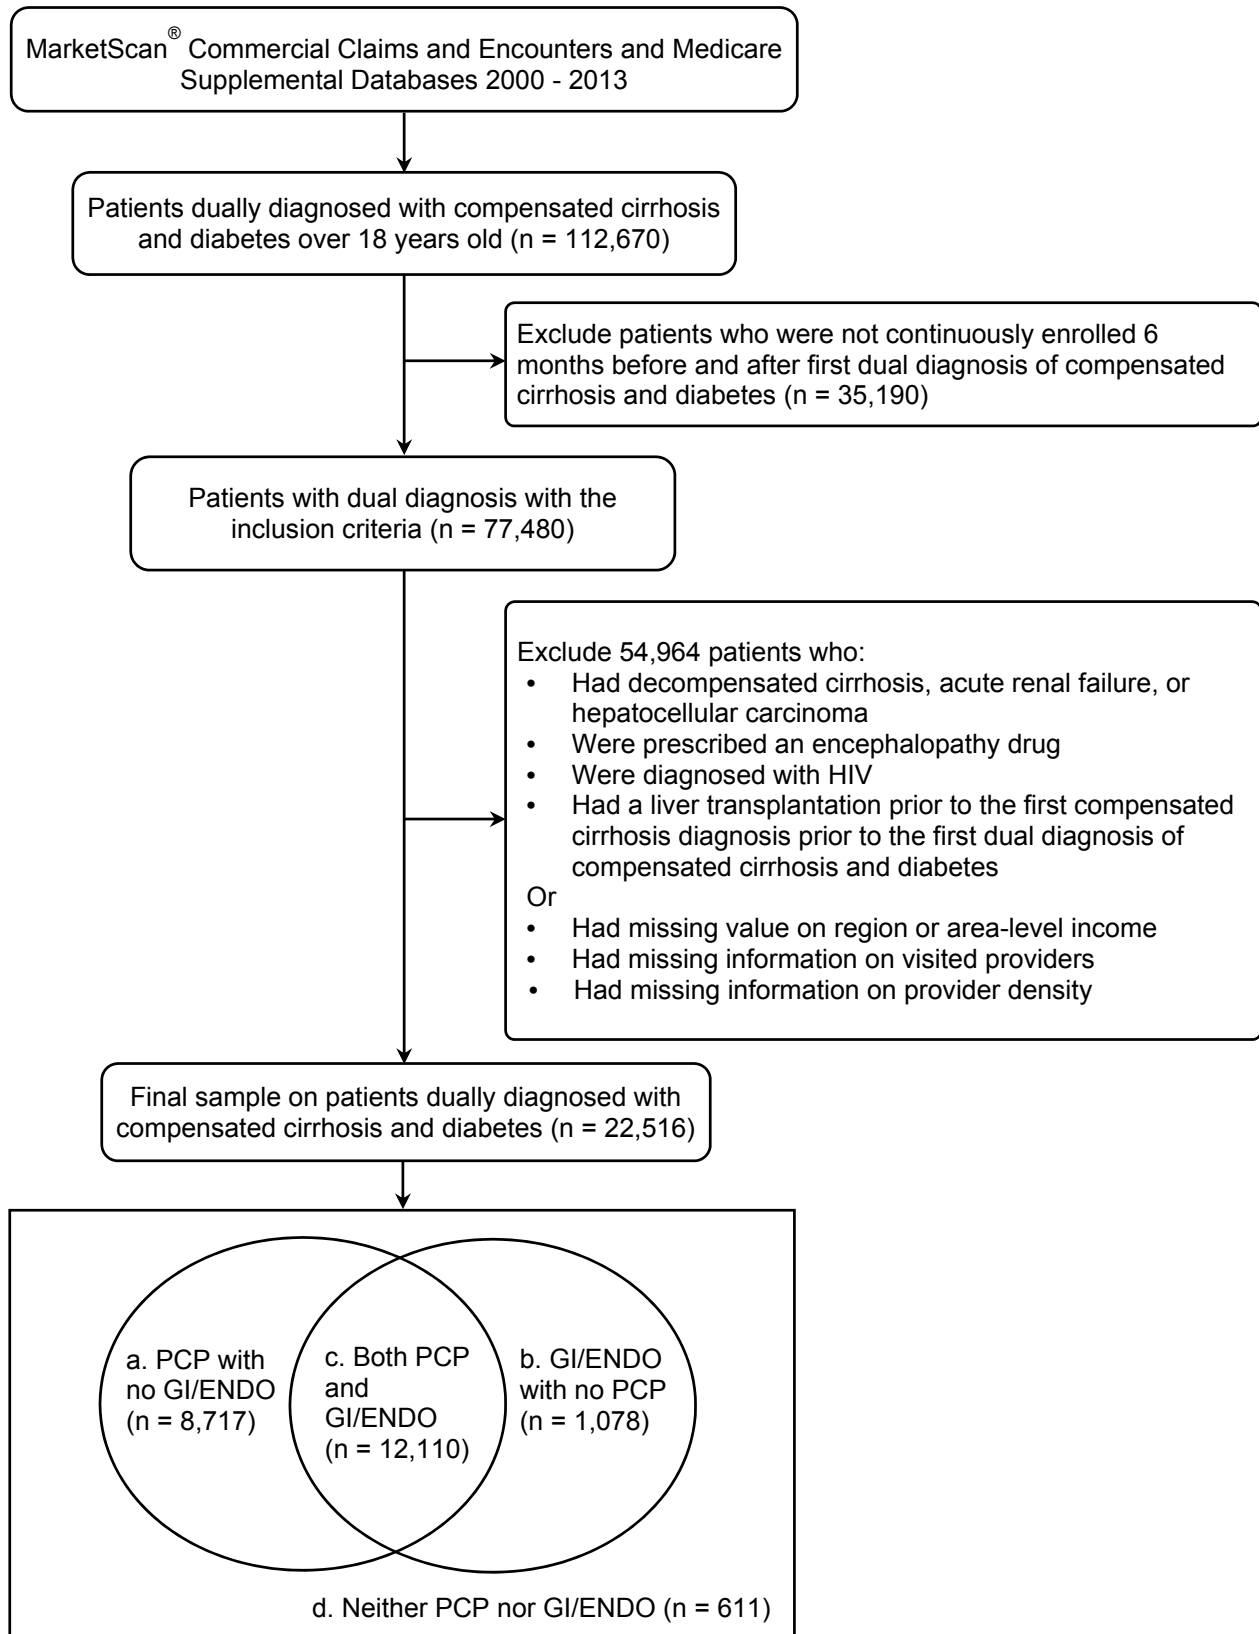 MarketScan® Commercial Claims and Encounters and Medicare
Supplemental Databases 2000 - 2013
Patients dually diagnosed with compensated cirrhosis
and diabetes over 18 years old (n = 112,670)
Exclude patients who were not continuously enrolled 6
months before and after first dual diagnosis of compensated
cirrhosis and diabetes (n = 35,190)
Patients with dual diagnosis with the
inclusion criteria (n = 77,480)
Exclude 54,964 patients who:
• Had decompensated cirrhosis, acute renal failure, or
hepatocellular carcinoma
• Were prescribed an encephalopathy drug
• Were diagnosed with HIV
• Had a liver transplantation prior to the first compensated
cirrhosis diagnosis prior to the first dual diagnosis of
compensated cirrhosis and diabetes
Or
• Had missing value on region or area-level income
• Had missing information on visited providers
• Had missing information on provider density
Final sample on patients dually diagnosed with
compensated cirrhosis and diabetes (n = 22,516)
a. PCP with
no GI/ENDO
(n = 8,717)
c. Both PCP
and
GI/ENDO
(n = 12,110)
b. GI/ENDO
with no PCP
(n = 1,078)
d. Neither PCP nor GI/ENDO (n = 611)